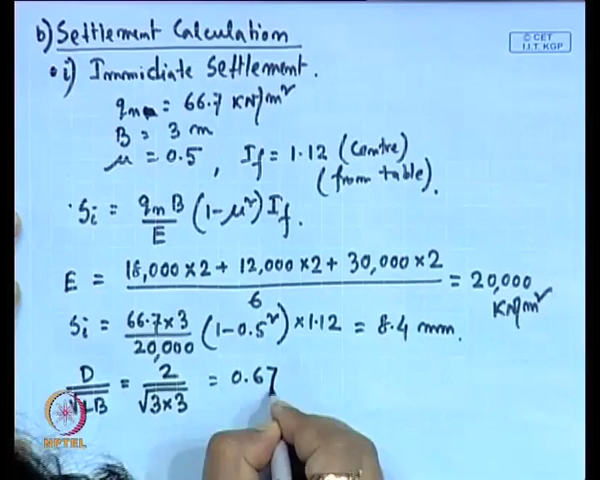 b) Settlement Calculation
© CET
I.I.T. KGP
• i) Immidiate Settlement.
qn = 66.7 KN/m²
B = 3 m
μ = 0.5, If = 1.12 (Centre)
(from table).
Si = qn B / E (1-μ²) If.
E = 18,000×2 + 12,000×2 + 30,000×2 / 6 = 20,000 KN/m²
Si = 66.7×3 / 20,000 (1-0.5²) ×1.12 = 8.4 mm.
D / √LB = 2 / √3×3 = 0.67
NPTEL